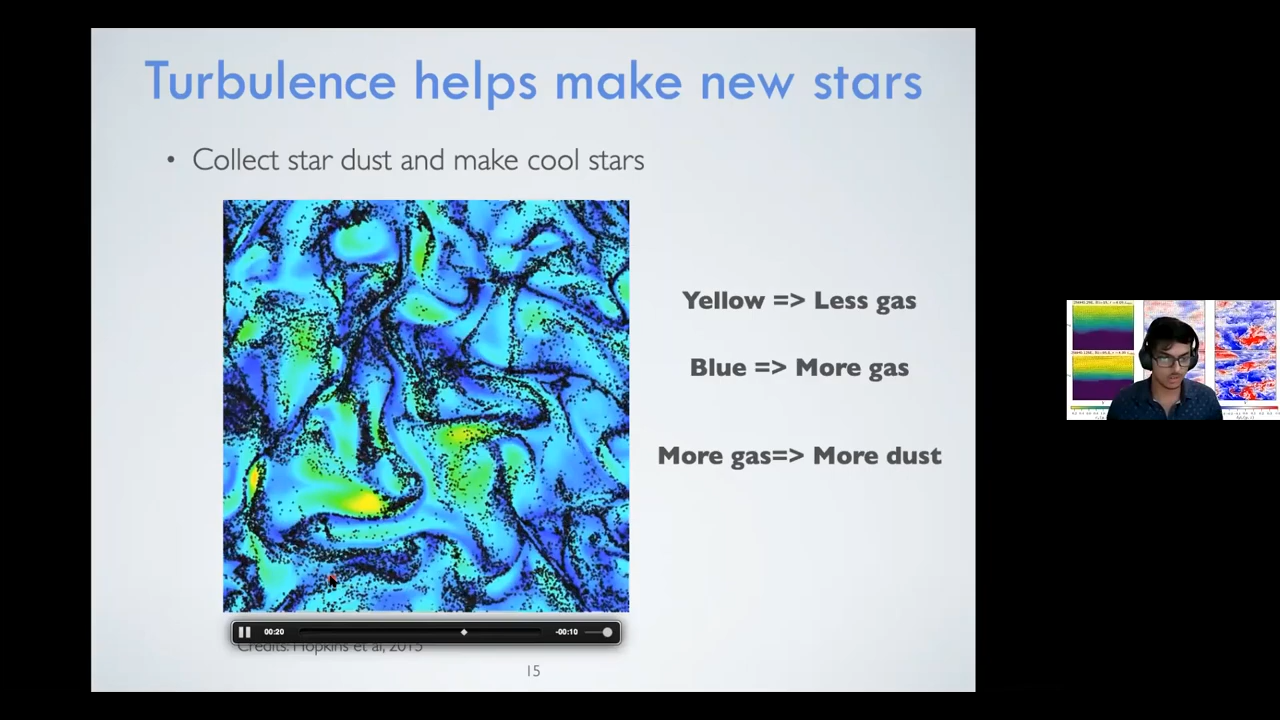 Turbulence helps make new stars
• Collect star dust and make cool stars
Yellow => Less gas
Blue => More gas
More gas=> More dust
00:20
-00:10
Credits: Hopkins et al, 2015
15